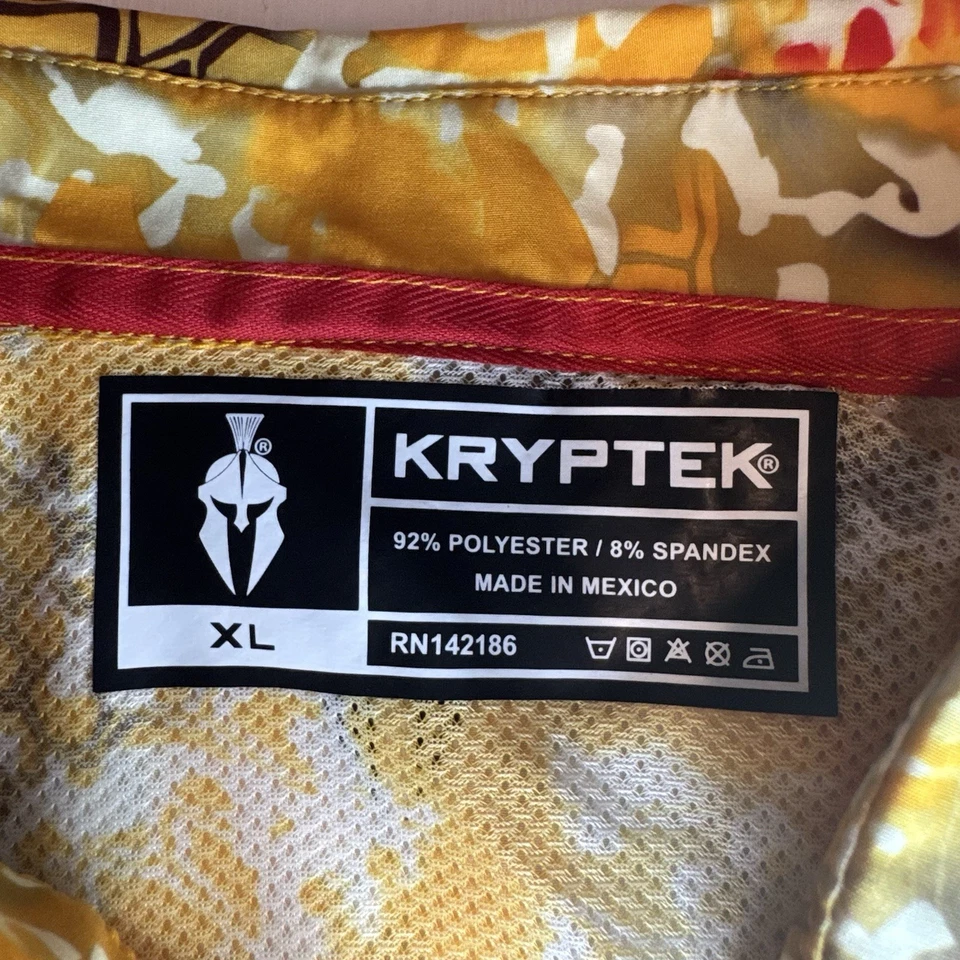 KRYPTEK®
92% POLYESTER / 8% SPANDEX
MADE IN MEXICO
®
XL
RN142186